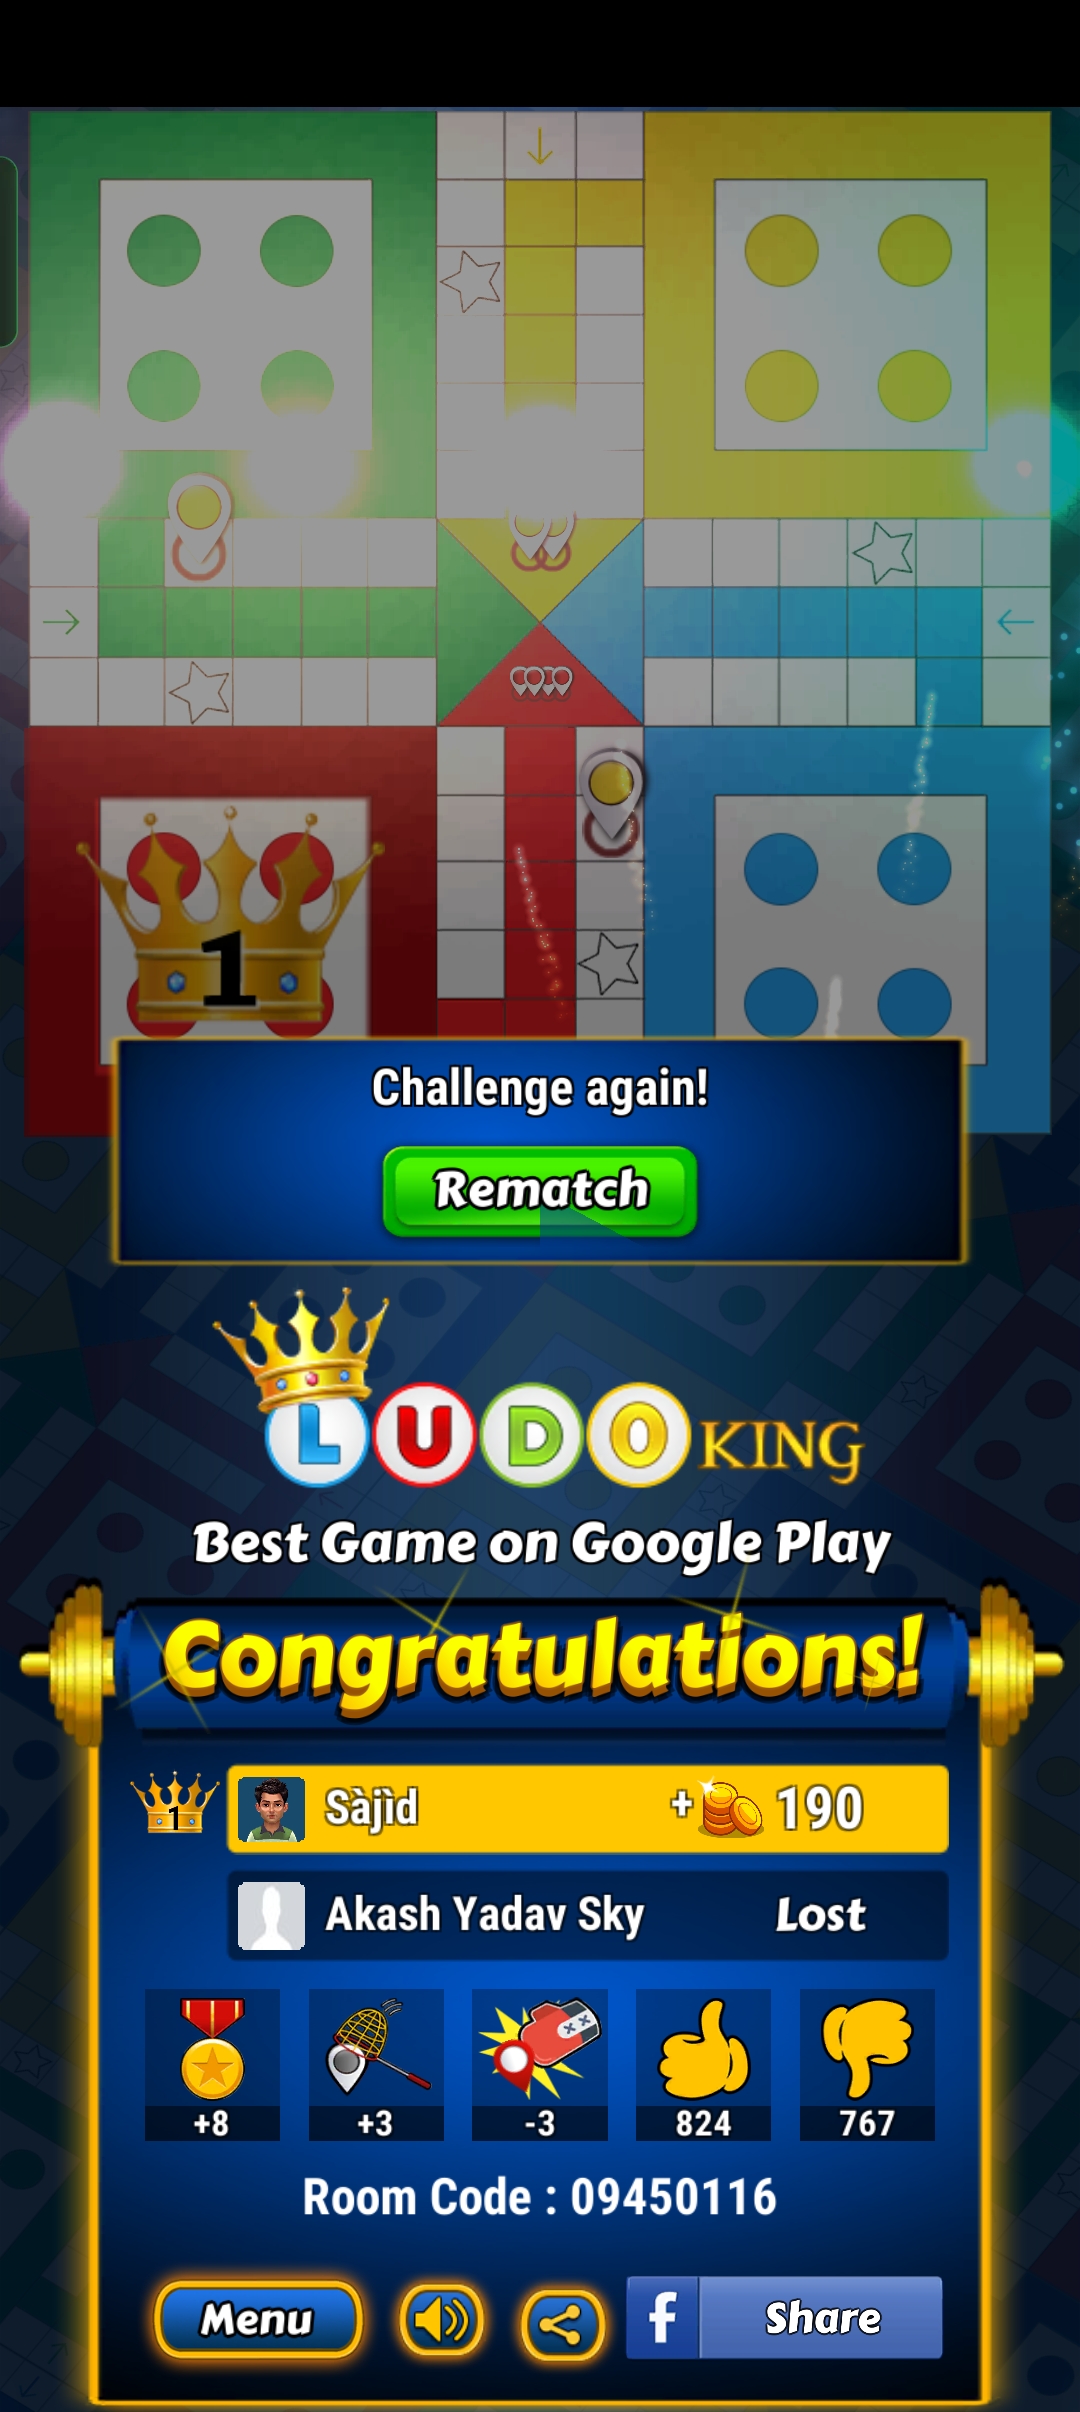 1
Challenge again!
Rematch
LUDO KING
Best Game on Google Play
Congratulations!
1 Sàjìd + 190
Akash Yadav Sky Lost
+8 +3 -3 824 767
Room Code : 09450116
Menu f Share